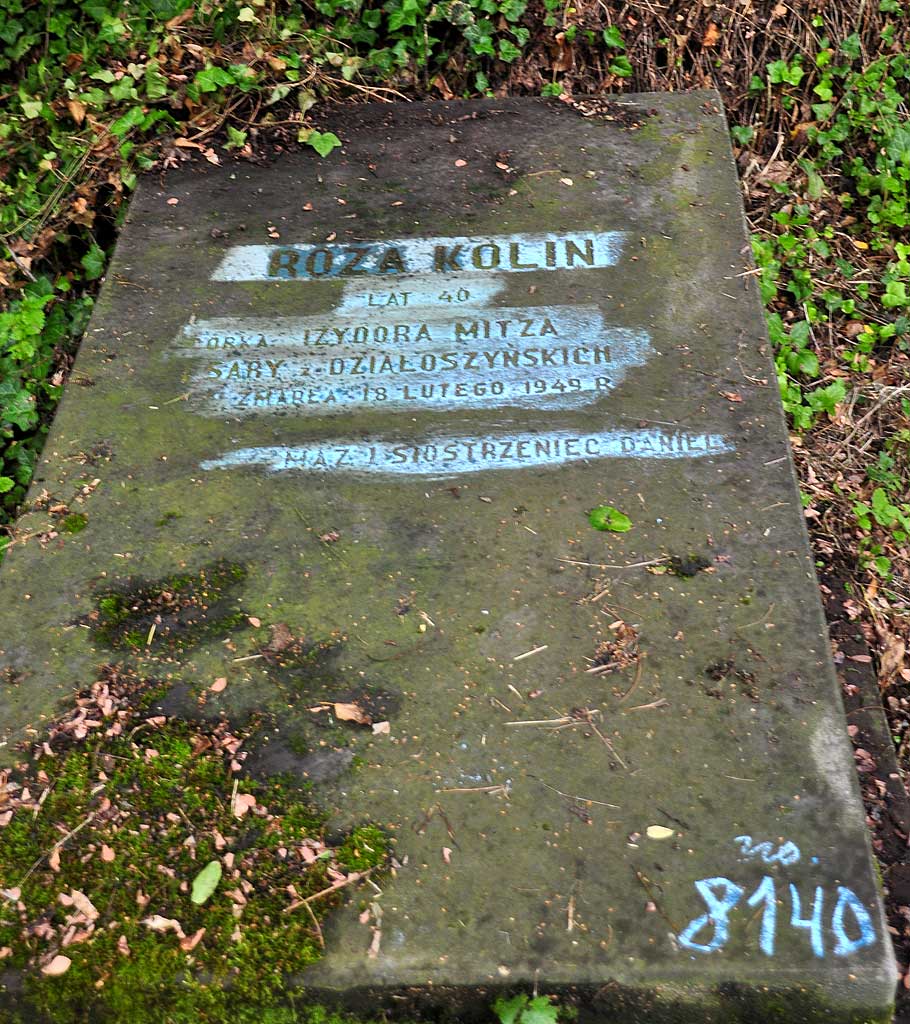 RÓŻA KOLIN
LAT 40
CÓRKA IZYDORA MITZA
SARY Z DZIAŁOSZYŃSKICH
ZMARŁA 18 LUTEGO 1949 R.
MĄŻ I SIOSTRZENIEC DANIEL
8140